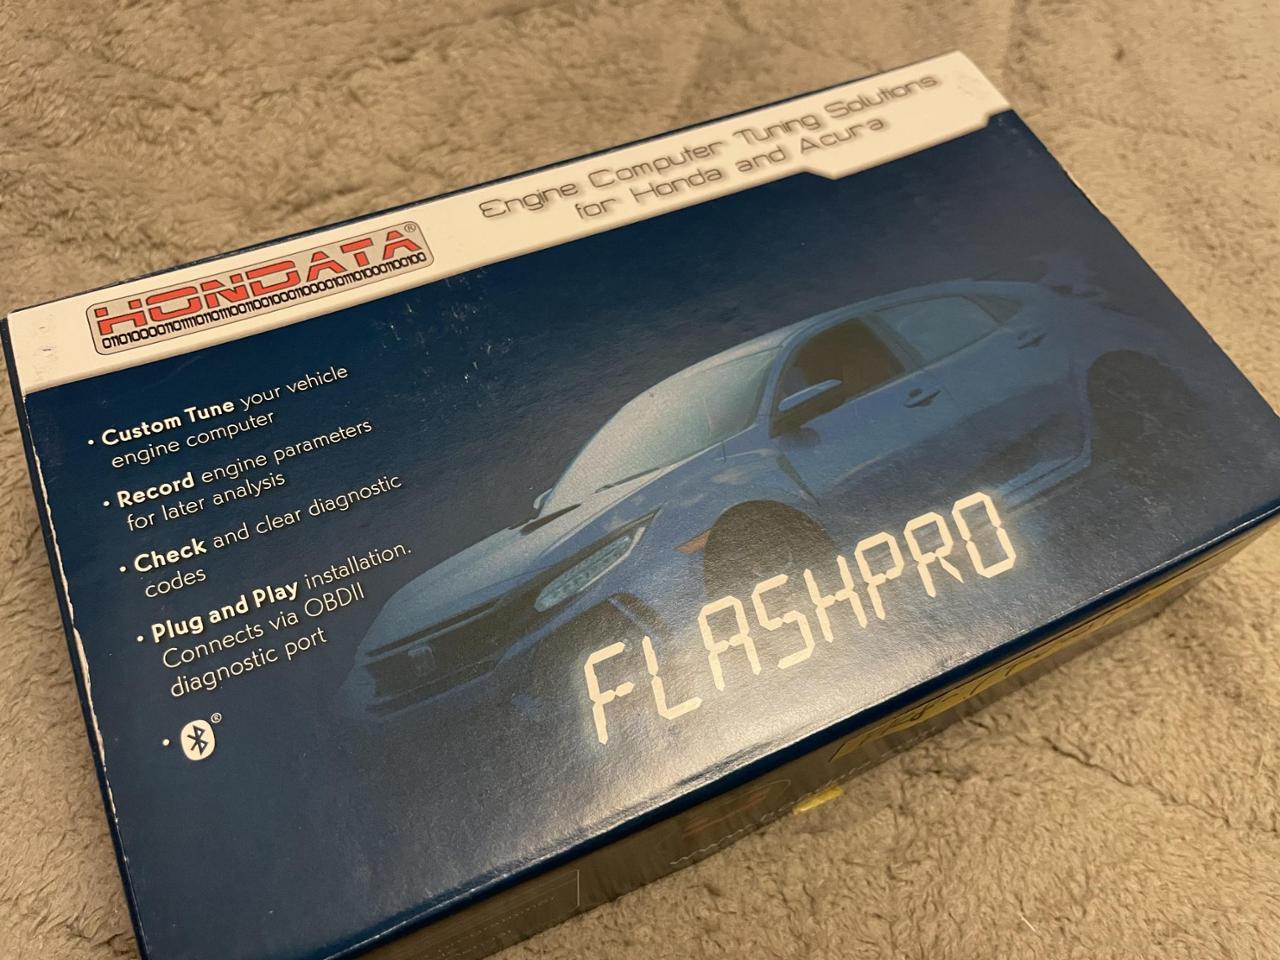 Engine Computer Tuning Solutions
for Honda and Acura
HONDATA®
• Custom Tune your vehicle
engine computer
• Record engine parameters
for later analysis
• Check and clear diagnostic
codes
• Plug and Play installation.
Connects via OBDII
diagnostic port
• ®
FLASHPRO